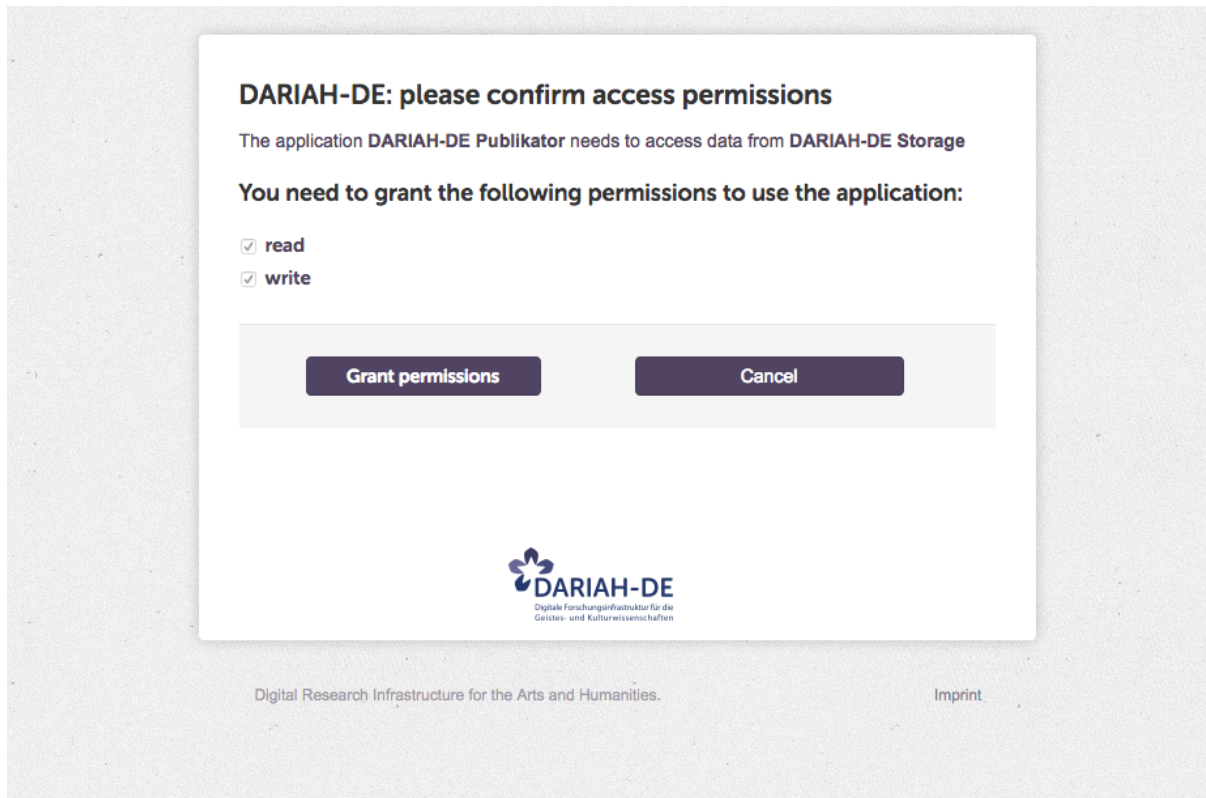 DARIAH-DE: please confirm access permissions
The application DARIAH-DE Publikator needs to access data from DARIAH-DE Storage
You need to grant the following permissions to use the application:
read
write
Grant permissions
Cancel
DARIAH-DE
Digitale Forschungsinfrastruktur für die
Geistes- und Kulturwissenschaften
Digital Research Infrastructure for the Arts and Humanities.
Imprint